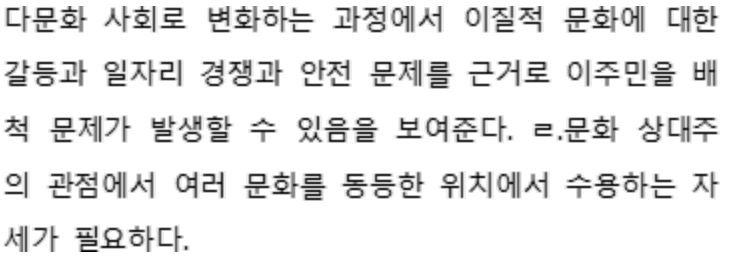 다문화 사회로 변화하는 과정에서 이질적 문화에 대한
갈등과 일자리 경쟁과 안전 문제를 근거로 이주민을 배
척 문제가 발생할 수 있음을 보여준다. ㄹ.문화 상대주
의 관점에서 여러 문화를 동등한 위치에서 수용하는 자
세가 필요하다.